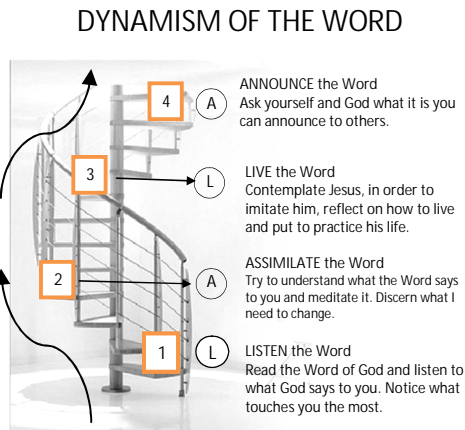 DYNAMISM OF THE WORD
4
A
ANNOUNCE the Word
Ask yourself and God what it is you
can announce to others.
3
L
LIVE the Word
Contemplate Jesus, in order to
imitate him, reflect on how to live
and put to practice his life.
2
A
ASSIMILATE the Word
Try to understand what the Word says
to you and meditate it. Discern what I
need to change.
1
L
LISTEN the Word
Read the Word of God and listen to
what God says to you. Notice what
touches you the most.